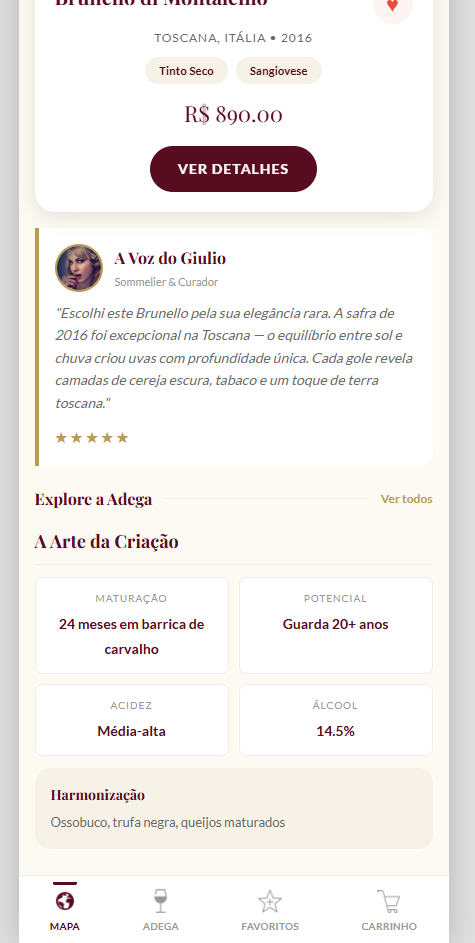 Brunello di Montalcino
TOSCANA, ITÁLIA • 2016
Tinto Seco
Sangiovese
R$ 890.00
VER DETALHES
A Voz do Giulio
Sommelier & Curador
"Escolhi este Brunello pela sua elegância rara. A safra de
2016 foi excepcional na Toscana — o equilíbrio entre sol e
chuva criou uvas com profundidade única. Cada gole revela
camadas de cereja escura, tabaco e um toque de terra
toscana."
★★★★★
Explore a Adega
Ver todos
A Arte da Criação
MATURAÇÃO
24 meses em barrica de
carvalho
POTENCIAL
Guarda 20+ anos
ACIDEZ
Média-alta
ÁLCOOL
14.5%
Harmonização
Ossobuco, trufa negra, queijos maturados
MAPA
ADEGA
FAVORITOS
CARRINHO